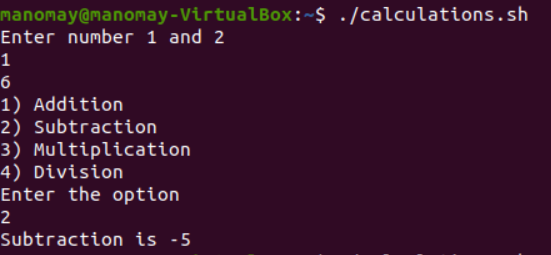 manomay@manomay-VirtualBox:~$ ./calculations.sh
Enter number 1 and 2
1
6
1) Addition
2) Subtraction
3) Multiplication
4) Division
Enter the option
2
Subtraction is -5